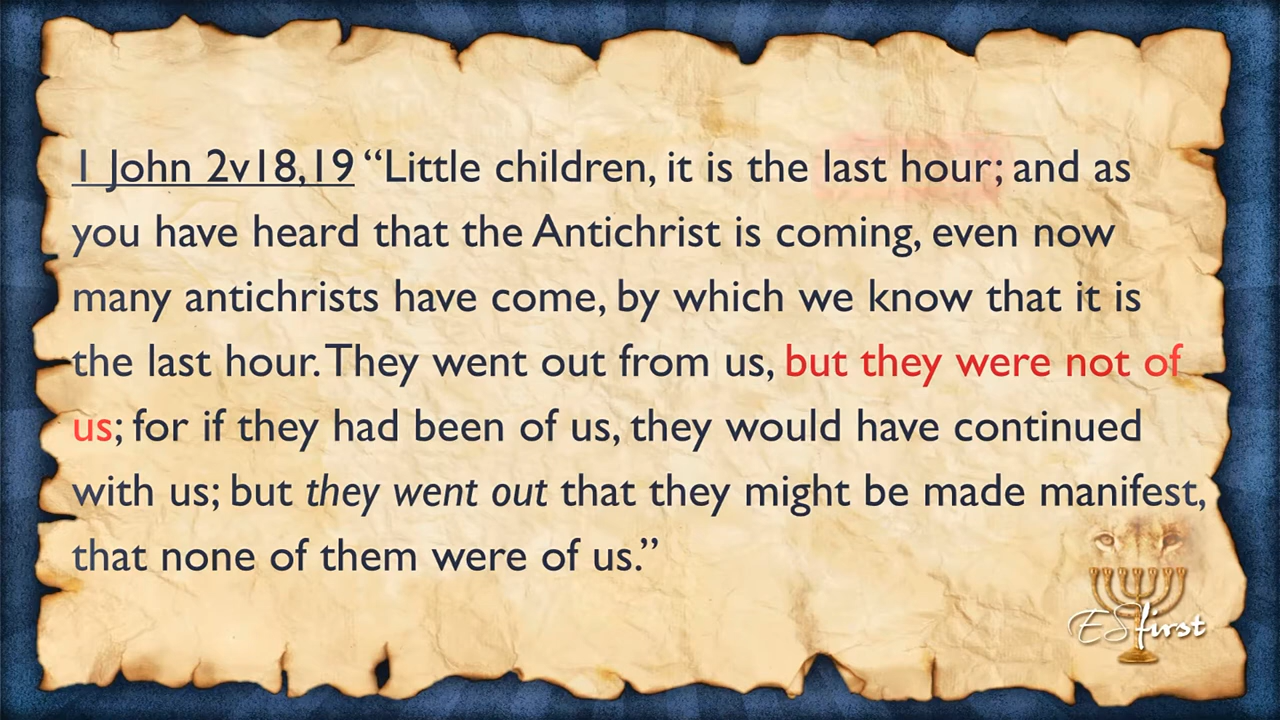 1 John 2v18,19 “Little children, it is the last hour; and as
you have heard that the Antichrist is coming, even now
many antichrists have come, by which we know that it is
the last hour. They went out from us, but they were not of
us; for if they had been of us, they would have continued
with us; but they went out that they might be made manifest,
that none of them were of us.”
ESfirst